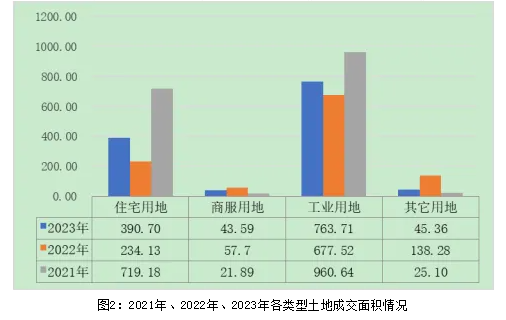 1200.00
1000.00
800.00
600.00
400.00
200.00
0.00
住宅用地 商服用地 工业用地 其它用地
2023年 390.70 43.59 763.71 45.36
2022年 234.13 57.7 677.52 138.28
2021年 719.18 21.89 960.64 25.10
图2：2021年、2022年、2023年各类型土地成交面积情况